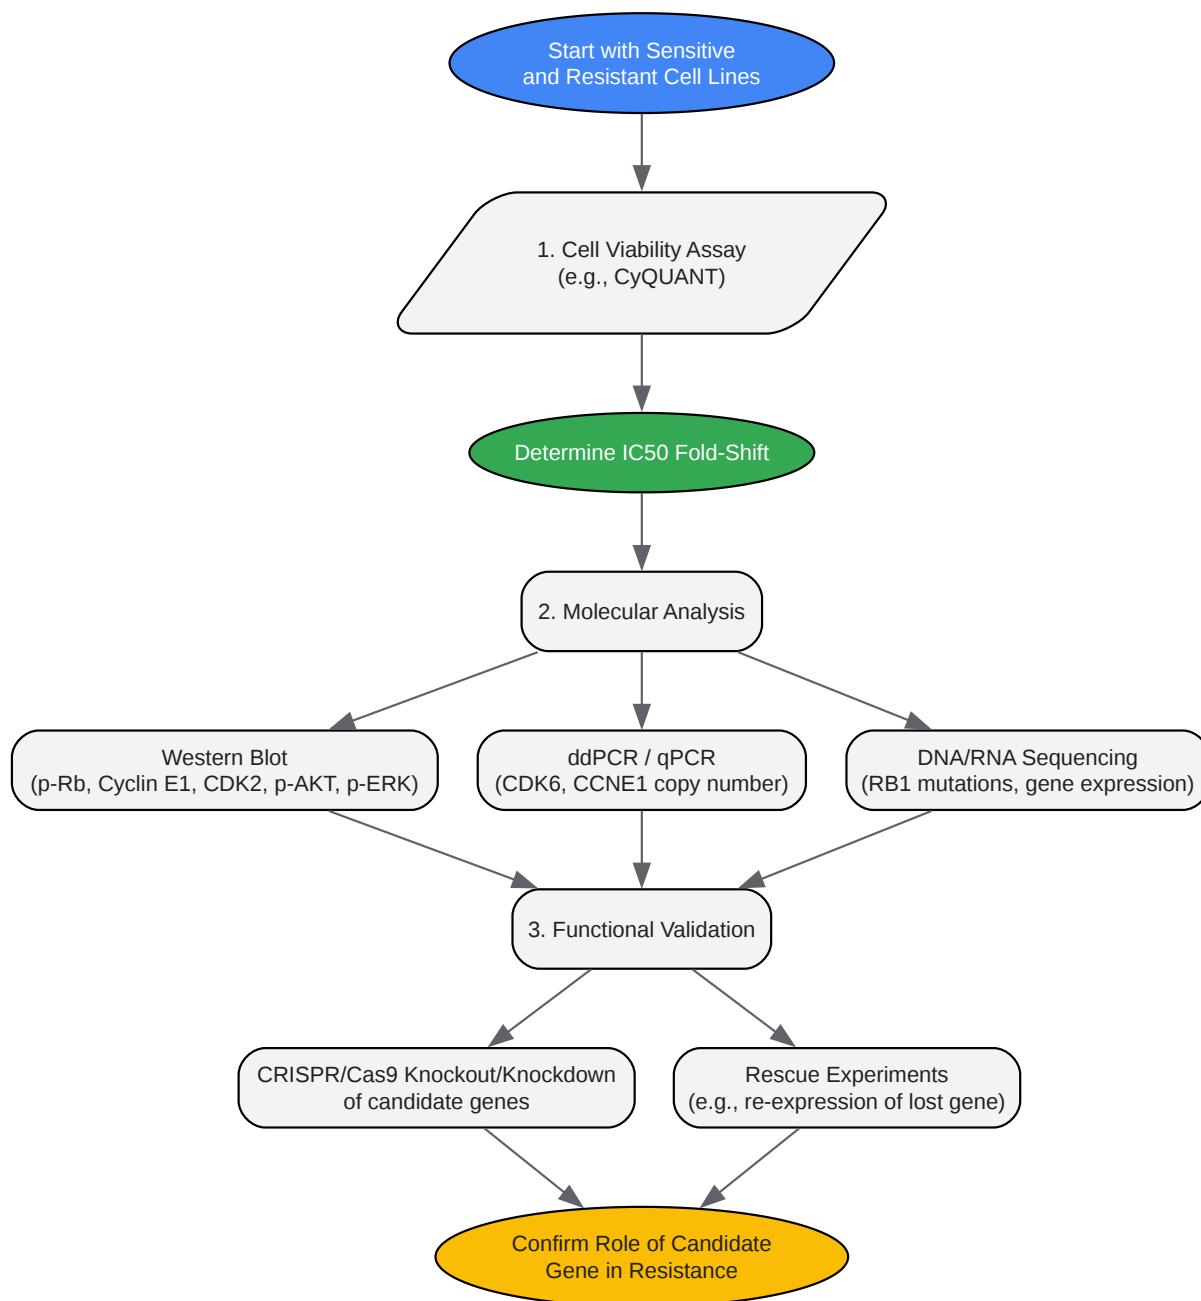 Start with Sensitive
and Resistant Cell Lines
1. Cell Viability Assay
(e.g., CyQUANT)
Determine IC50 Fold-Shift
2. Molecular Analysis
Western Blot
(p-Rb, Cyclin E1, CDK2, p-AKT, p-ERK)
ddPCR / qPCR
(CDK6, CCNE1 copy number)
DNA/RNA Sequencing
(RB1 mutations, gene expression)
3. Functional Validation
CRISPR/Cas9 Knockout/Knockdown
of candidate genes
Rescue Experiments
(e.g., re-expression of lost gene)
Confirm Role of Candidate
Gene in Resistance